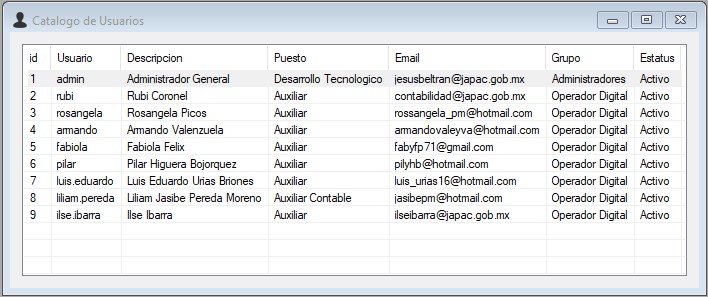 Catalogo de Usuarios
id Usuario Descripcion Puesto Email Grupo Estatus
1 admin Administrador General Desarrollo Tecnologico jesusbeltran@japac.gob.mx Administradores Activo
2 rubi Rubi Coronel Auxiliar contabilidad@japac.gob.mx Operador Digital Activo
3 rosangela Rosangela Picos Auxiliar rossangela_pm@hotmail.com Operador Digital Activo
4 armando Armando Valenzuela Auxiliar armandovaleyva@hotmail.com Operador Digital Activo
5 fabiola Fabiola Felix Auxiliar fabyfp71@gmail.com Operador Digital Activo
6 pilar Pilar Higuera Bojorquez Auxiliar pilyhb@hotmail.com Operador Digital Activo
7 luis.eduardo Luis Eduardo Urias Briones Auxiliar luis_urias16@hotmail.com Operador Digital Activo
8 liliam.pereda Liliam Jasibe Pereda Moreno Auxiliar Contable jasibepm@hotmail.com Operador Digital Activo
9 ilse.ibarra Ilse Ibarra Auxiliar ilseibarra@japac.gob.mx Operador Digital Activo